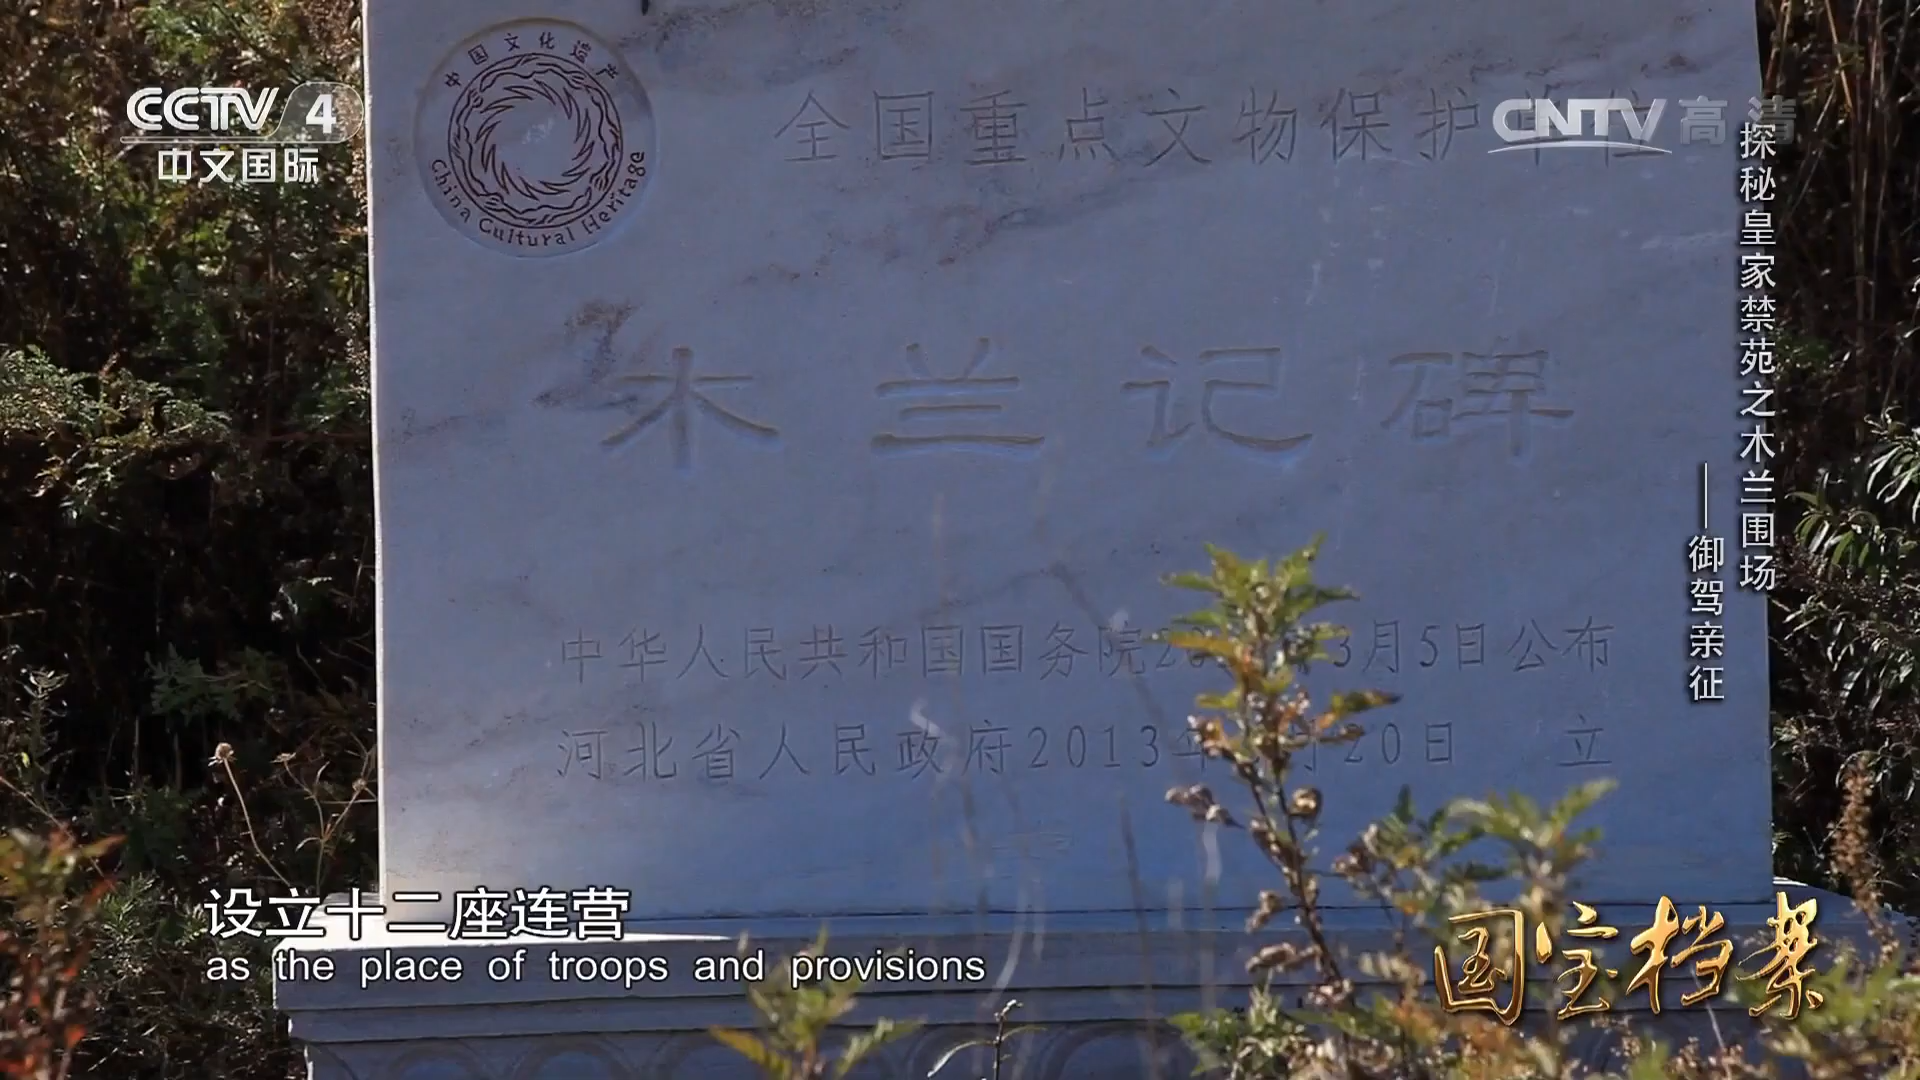 中国文化遗产
China Cultural Heritage
CCTV 4
中文国际
全国重点文物保护单位
CNTV 高清
木兰记碑
探秘皇家禁苑之木兰围场
——御驾亲征
中华人民共和国国务院20 3月5日公布
河北省人民政府2013年 月20日 立
设立十二座连营
as the place of troops and provisions
国宝档案